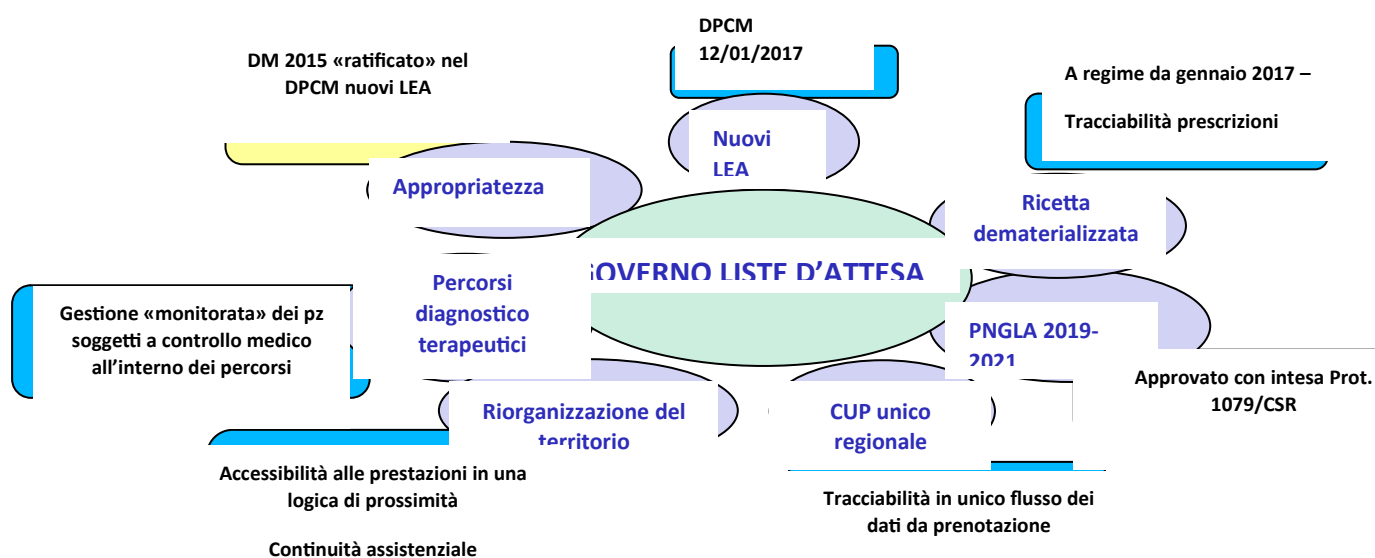 DPCM
12/01/2017
DM 2015 «ratificato» nel
DPCM nuovi LEA
A regime da gennaio 2017 –
Tracciabilità prescrizioni
Nuovi
LEA
Appropriatezza
Ricetta
dematerializzata
GOVERNO LISTE D'ATTESA
Percorsi
diagnostico
terapeutici
Gestione «monitorata» dei pz
soggetti a controllo medico
all'interno dei percorsi
PNGLA 2019-
2021
Approvato con intesa Prot.
1079/CSR
Riorganizzazione del
territorio
CUP unico
regionale
Accessibilità alle prestazioni in una
logica di prossimità
Continuità assistenziale
Tracciabilità in unico flusso dei
dati da prenotazione